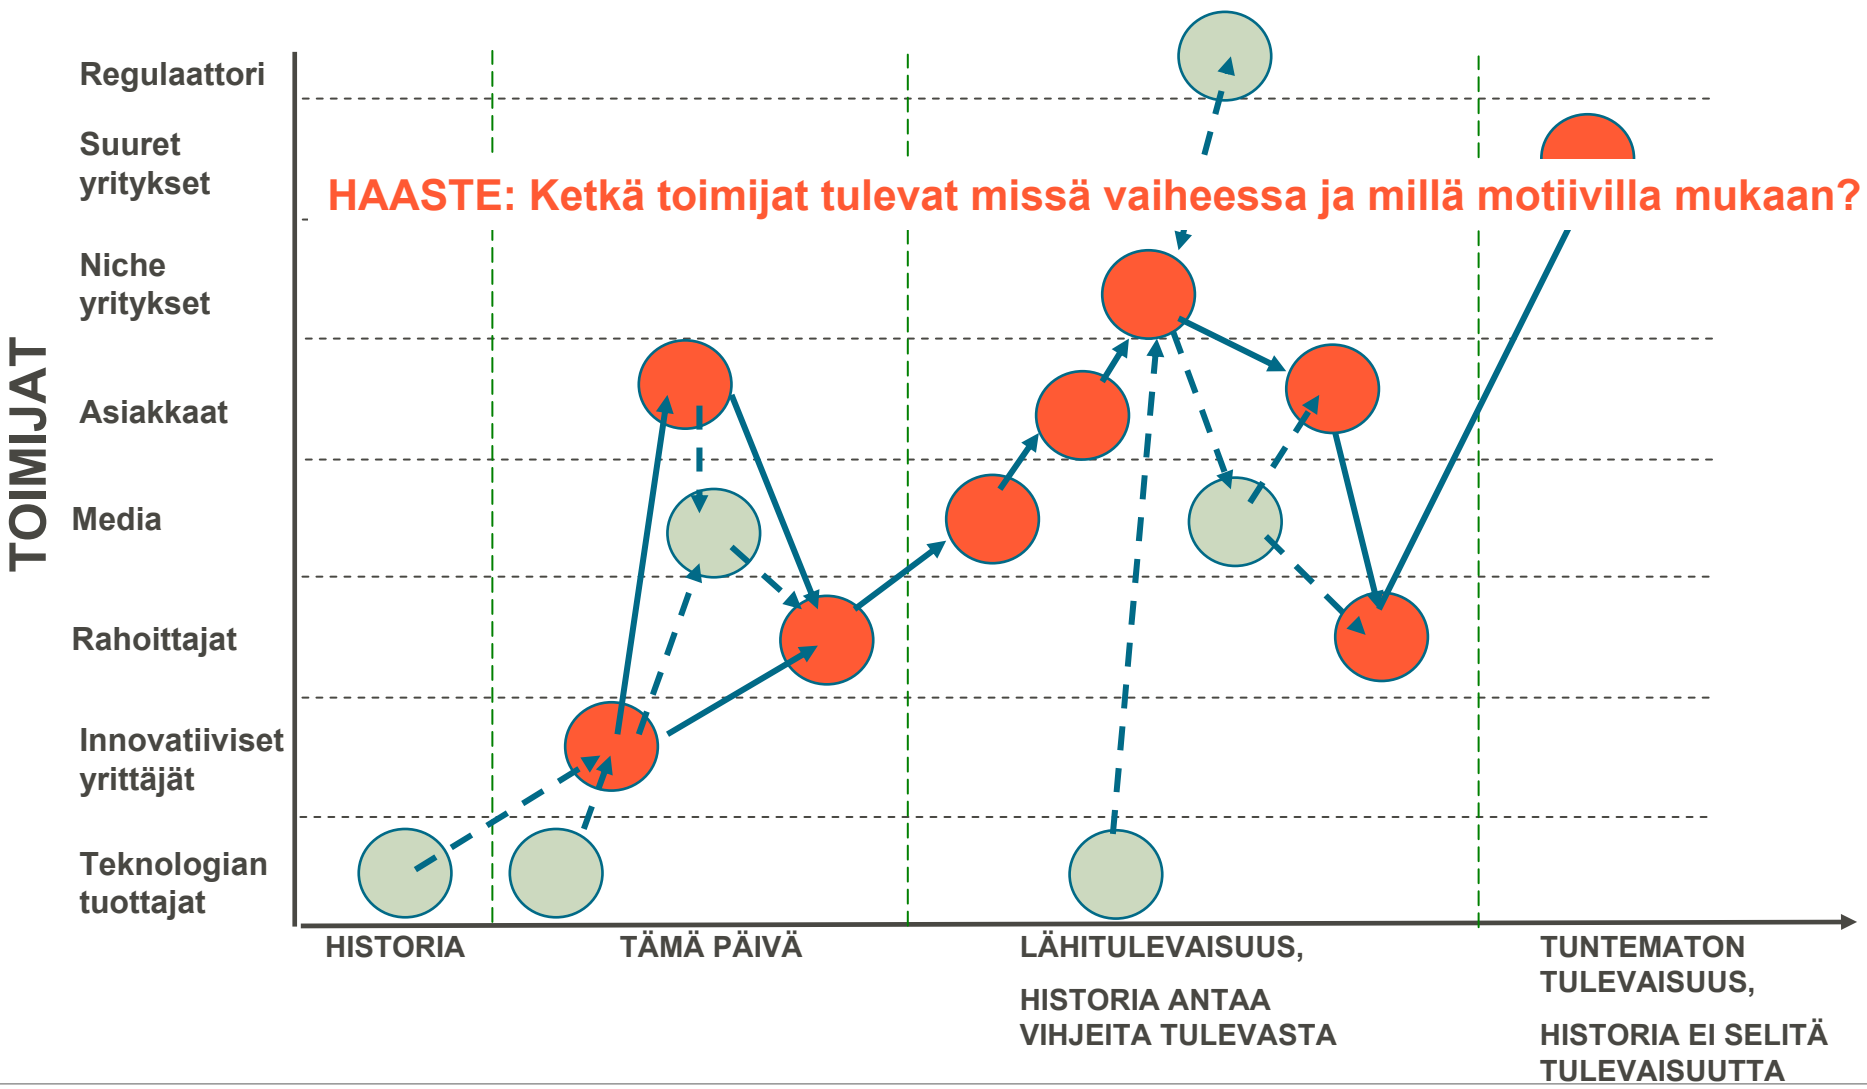 Regulaattori
Suuret
yritykset
HAASTE: Ketkä toimijat tulevat missä vaiheessa ja millä motiivilla mukaan?
Niche
yritykset
TOIMIJAT
Asiakkaat
Media
Rahoittajat
Innovatiiviset
yrittäjät
Teknologian
tuottajat
HISTORIA
TÄMÄ PÄIVÄ
LÄHITULEVAISUUS,
HISTORIA ANTAA
VIHJEITA TULEVASTA
TUNTEMATON
TULEVAISUUS,
HISTORIA EI SELITÄ
TULEVAISUUTTA